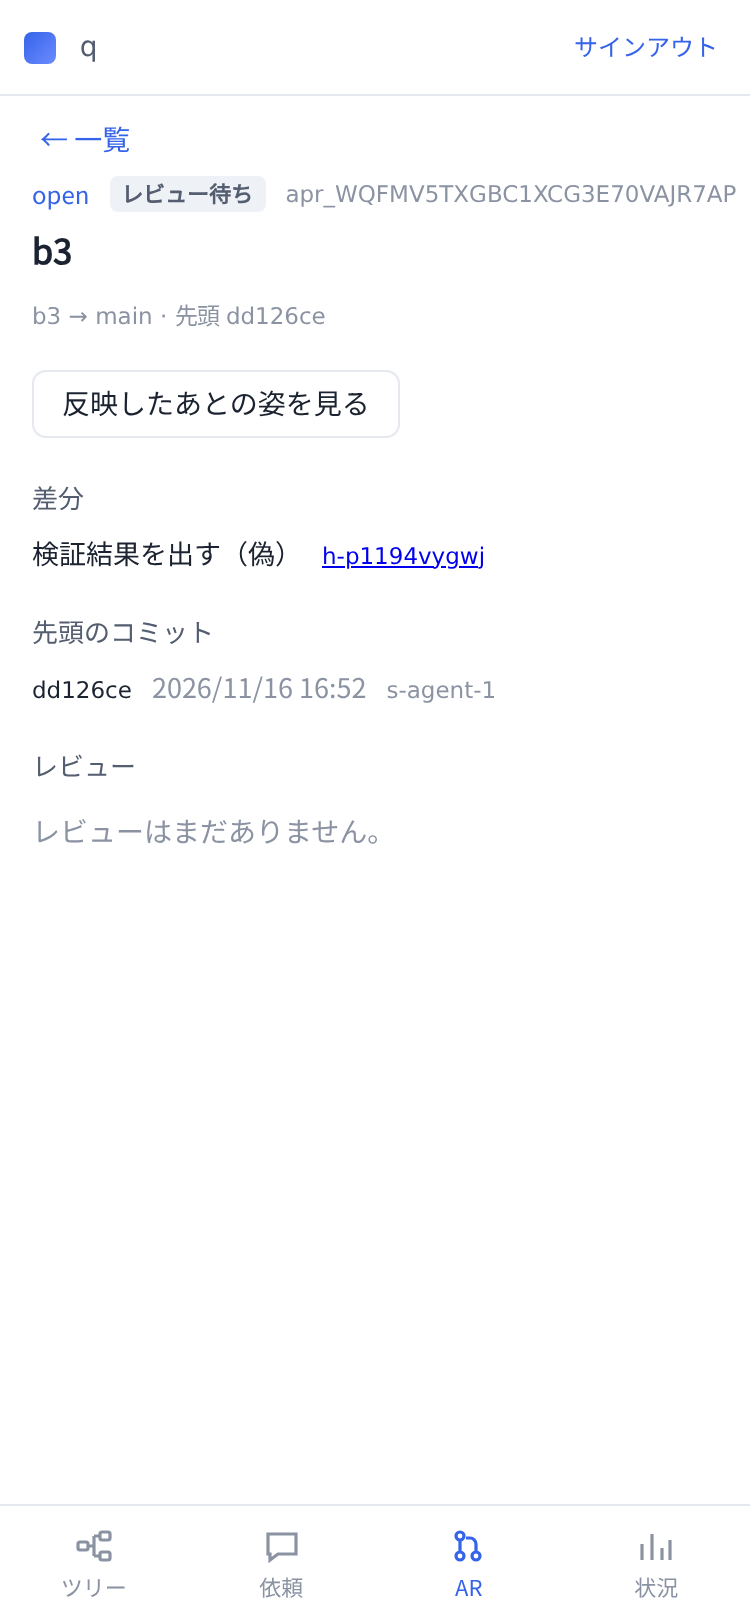 q サインアウト
← 一覧
open レビュー待ち apr_WQFMV5TXGBC1XCG3E70VAJR7AP
b3
b3 → main · 先頭 dd126ce
反映したあとの姿を見る
差分
検証結果を出す（偽） h-p1194vygwj
先頭のコミット
dd126ce 2026/11/16 16:52 s-agent-1
レビュー
レビューはまだありません。
ツリー 依頼 AR 状況